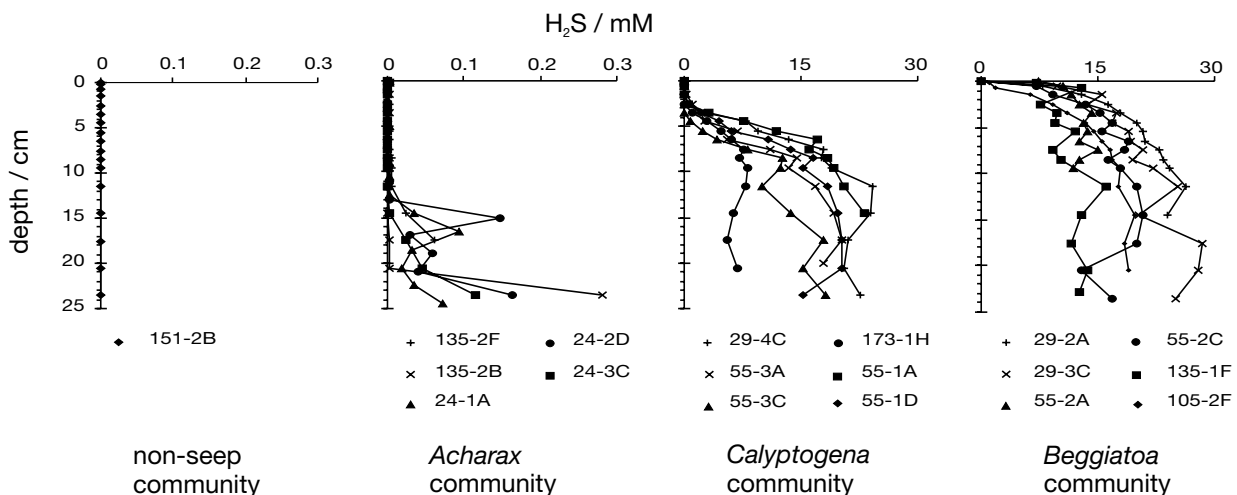 H₂S / mM
0 0.1 0.2 0.3
0 0.1 0.2 0.3
0 15 30
0 15 30
depth / cm
0
5
10
15
20
25
151-2B
135-2F 24-2D
135-2B 24-3C
24-1A
29-4C 173-1H
55-3A 55-1A
55-3C 55-1D
29-2A 55-2C
29-3C 135-1F
55-2A 105-2F
non-seep
community
Acharax
community
Calyptogena
community
Beggiatoa
community